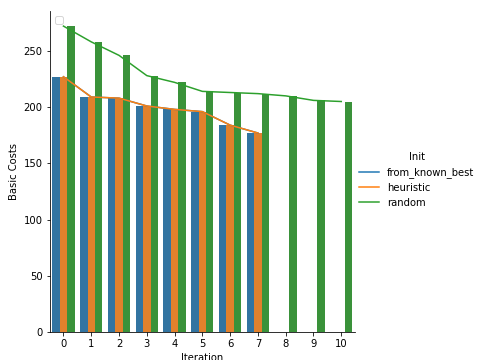 250
200
150
100
50
0
Basic Costs
0 1 2 3 4 5 6 7 8 9 10
Iteration
Init
from_known_best
heuristic
random